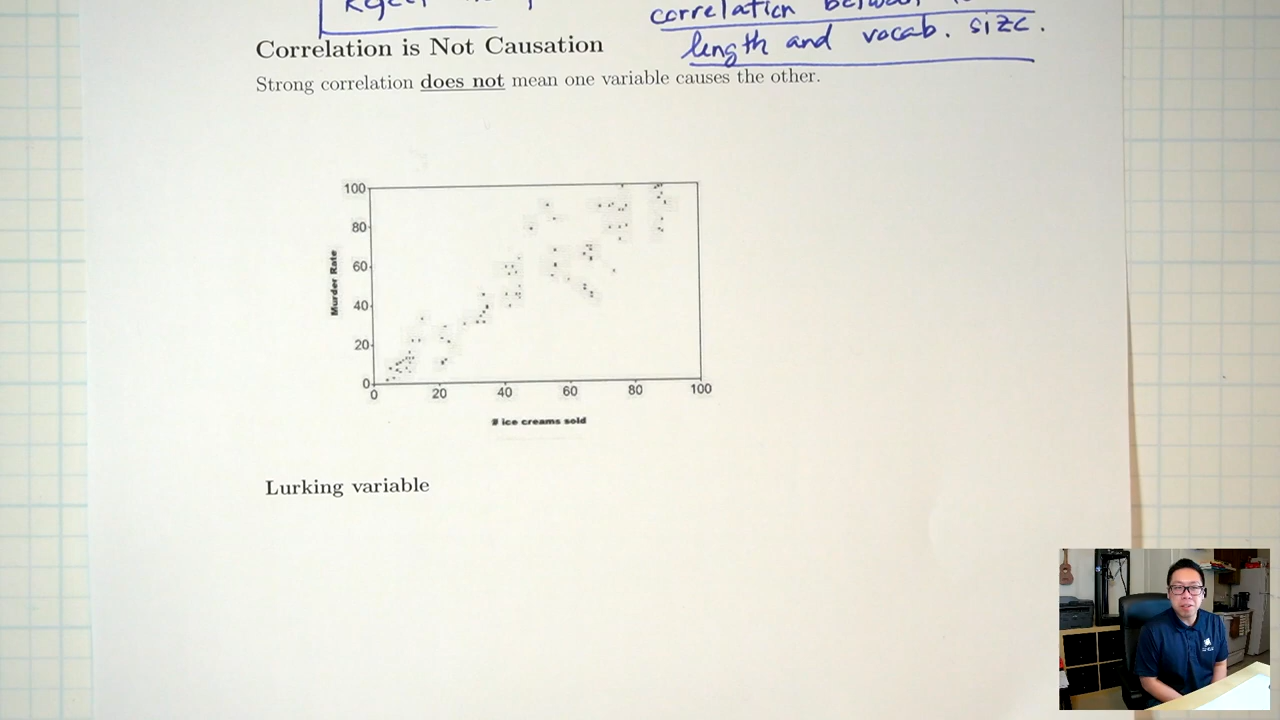 Reject
correlation between
length and vocab. size.
Correlation is Not Causation
Strong correlation does not mean one variable causes the other.
100
80
60
40
20
0
Murder Rate
0 20 40 60 80 100
# ice creams sold
Lurking variable